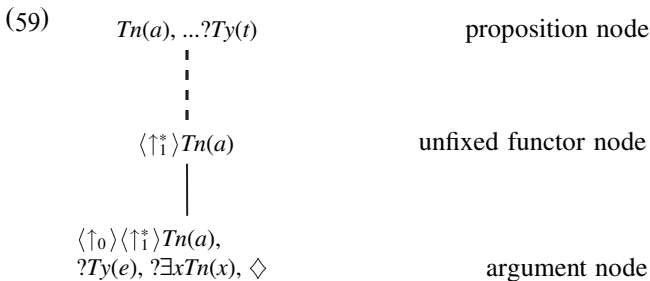 (59) Tn(a), ...?Ty(t) proposition node
⟨↑*₁⟩Tn(a) unfixed functor node
⟨↑₀⟩⟨↑*₁⟩Tn(a),
?Ty(e), ?∃xTn(x), ◇ argument node